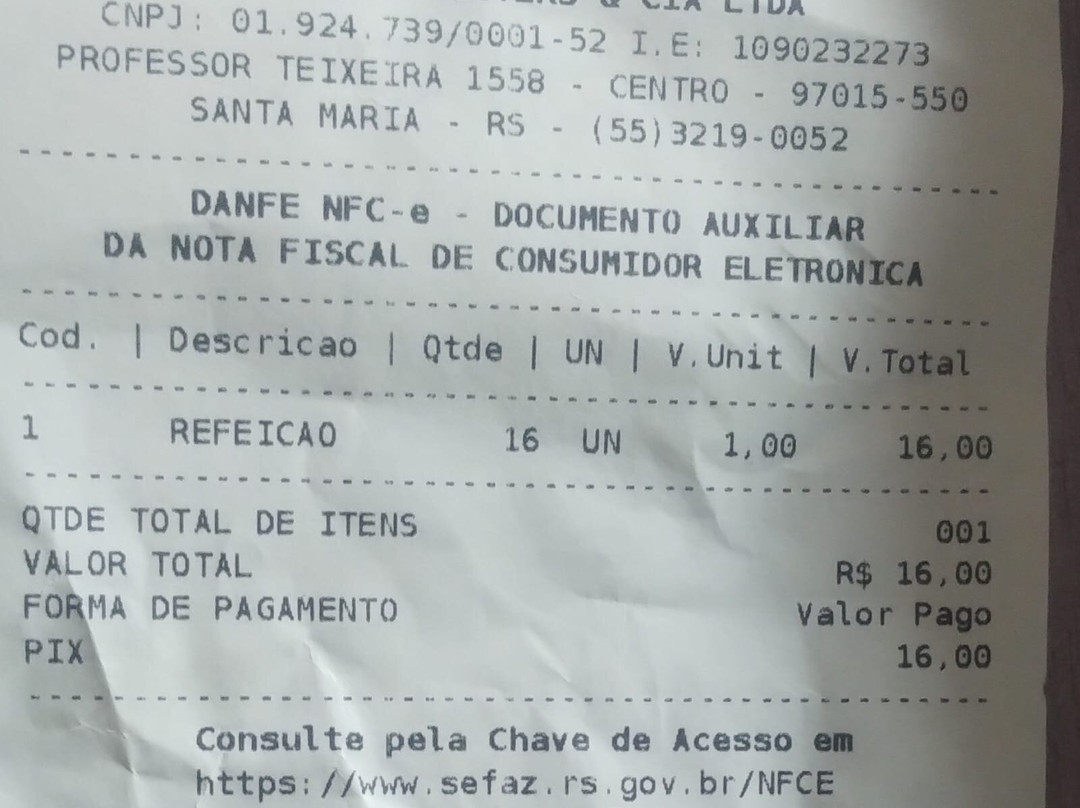 & CIA LTDA
CNPJ: 01.924.739/0001-52 I.E: 1090232273
PROFESSOR TEIXEIRA 1558 - CENTRO - 97015-550
SANTA MARIA - RS - (55)3219-0052
DANFE NFC-e - DOCUMENTO AUXILIAR
DA NOTA FISCAL DE CONSUMIDOR ELETRONICA
Cod. | Descricao | Qtde | UN | V.Unit | V.Total
1 REFEICAO 16 UN 1,00 16,00
QTDE TOTAL DE ITENS 001
VALOR TOTAL R$ 16,00
FORMA DE PAGAMENTO Valor Pago
PIX 16,00
Consulte pela Chave de Acesso em
https://www.sefaz.rs.gov.br/NFCE